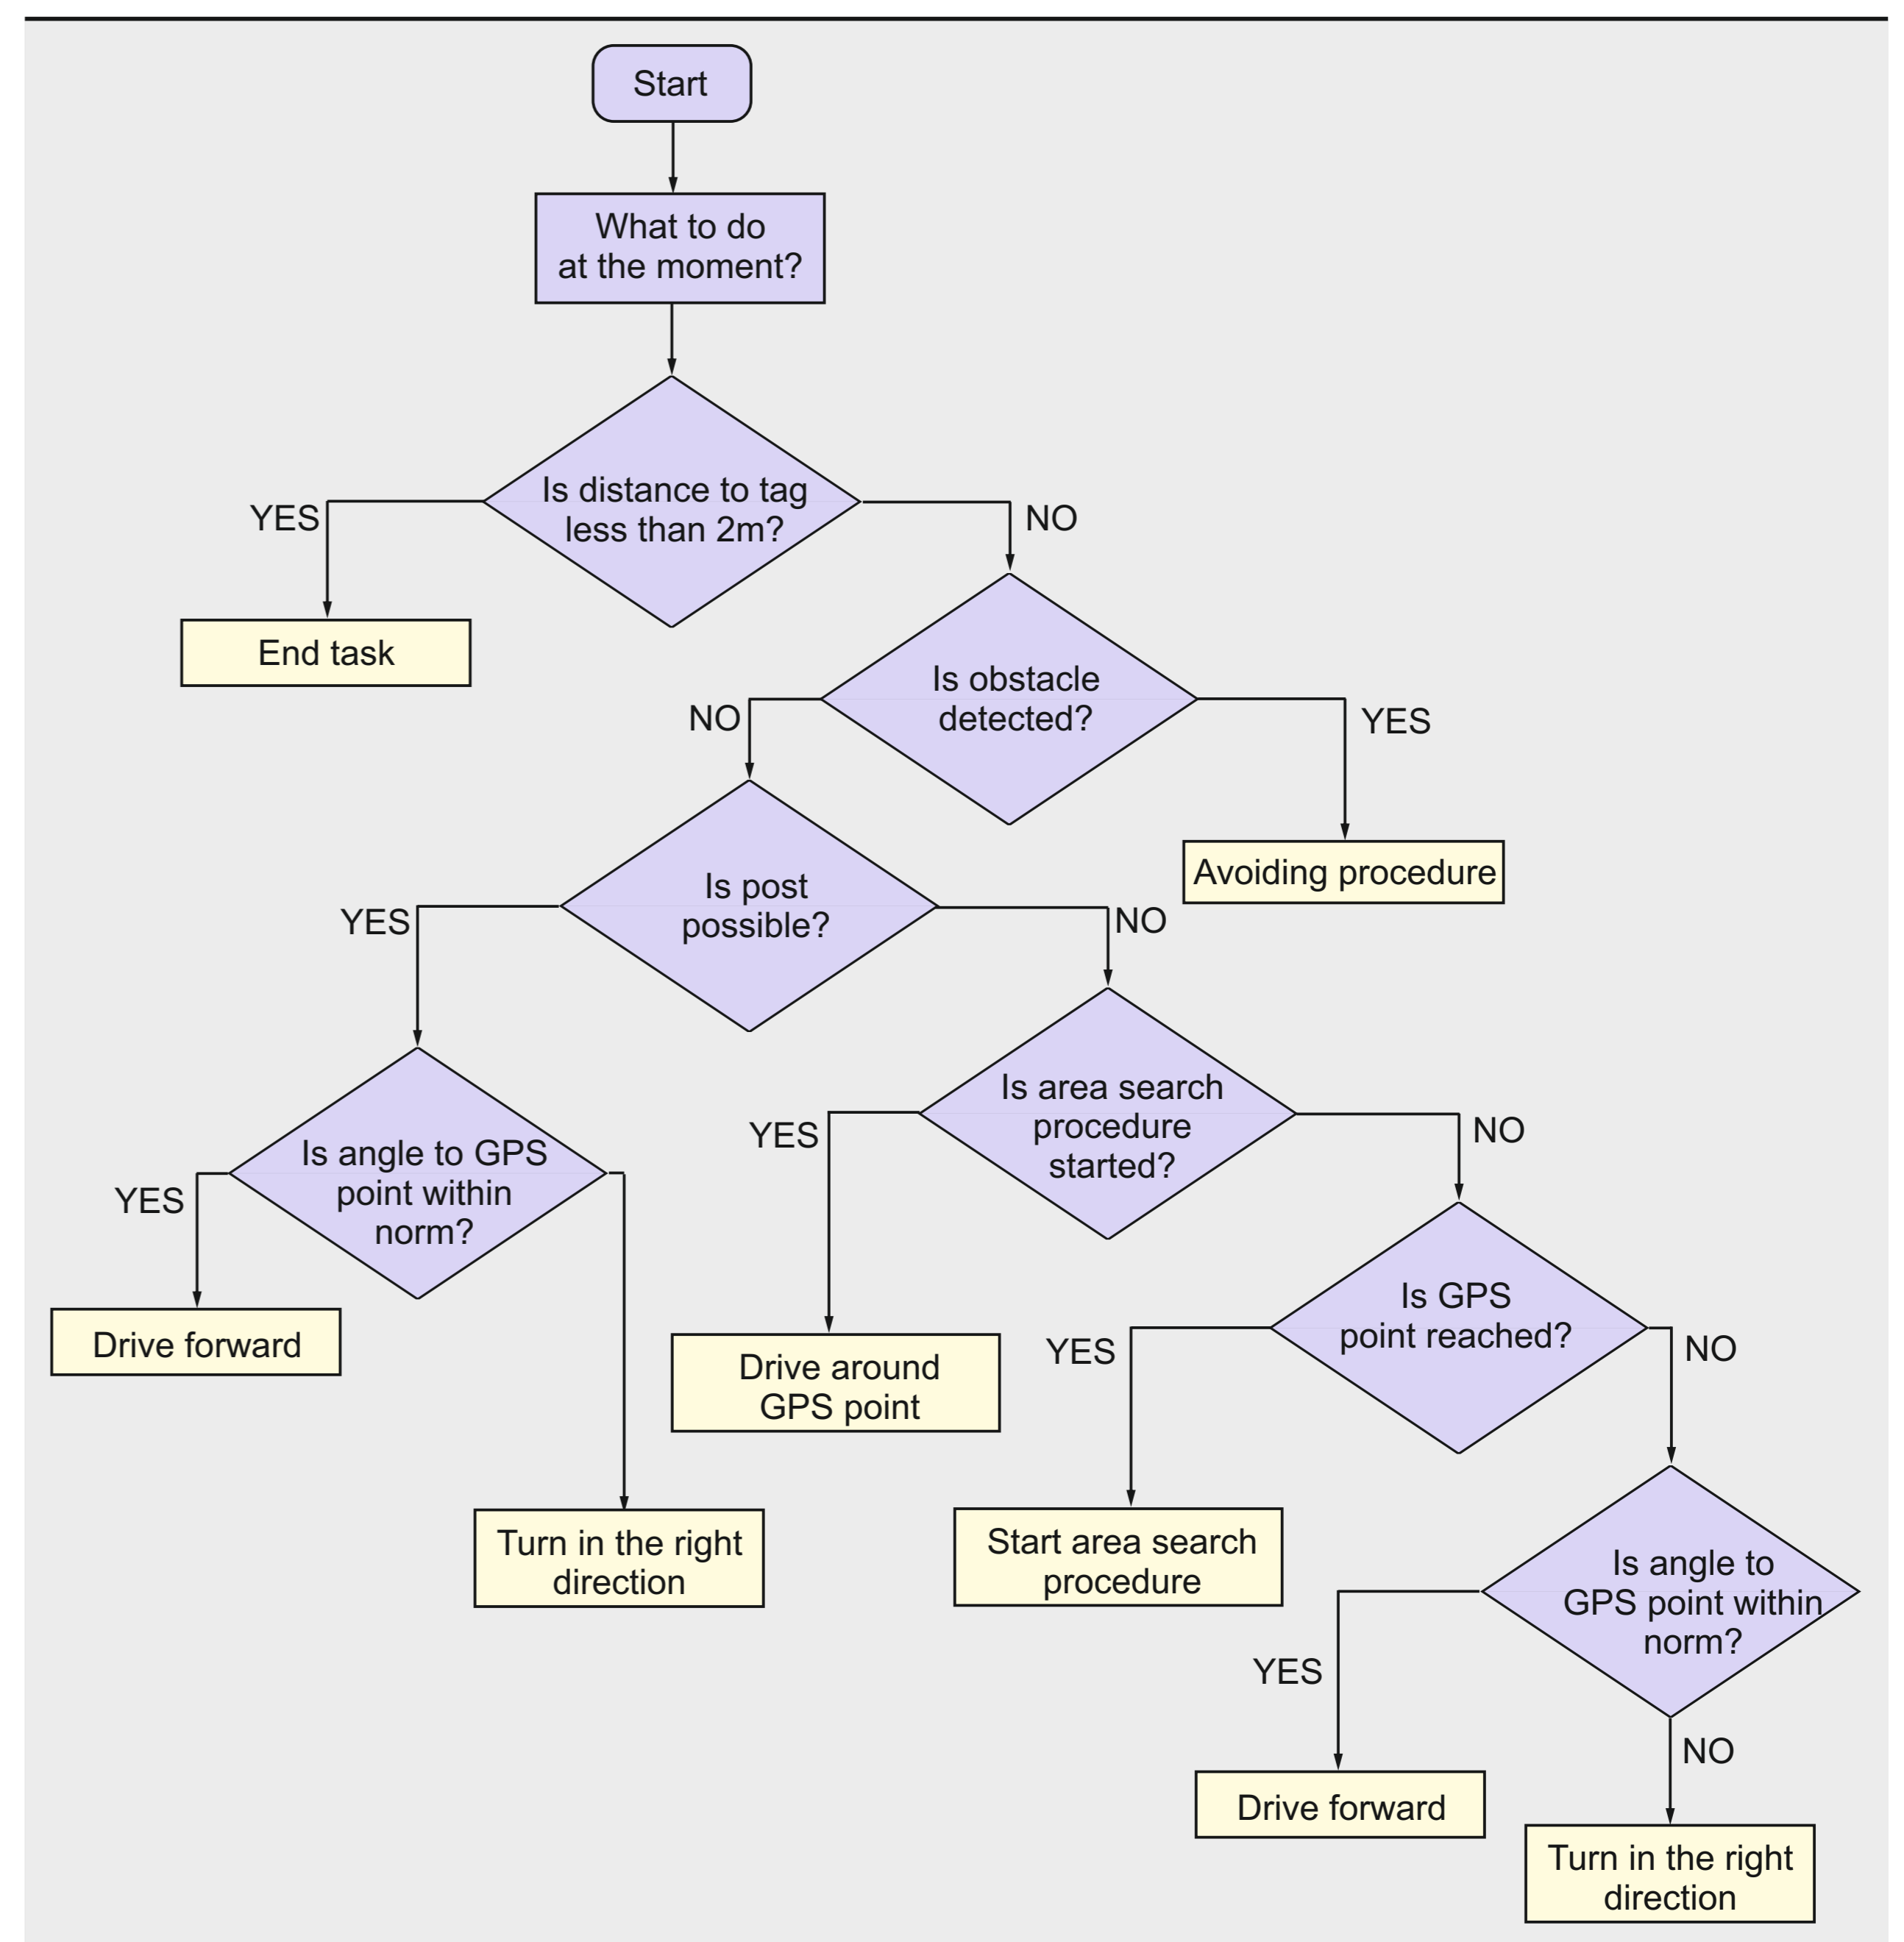 Start
What to do
at the moment?
Is distance to tag
less than 2m?
YES
NO
End task
Is obstacle
detected?
NO
YES
Avoiding procedure
Is post
possible?
YES
NO
Is area search
procedure
started?
YES
NO
Is angle to GPS
point within
norm?
YES
Drive forward
Is GPS
point reached?
YES
NO
Drive around
GPS point
Turn in the right
direction
Start area search
procedure
Is angle to
GPS point within
norm?
YES
NO
Drive forward
Turn in the right
direction